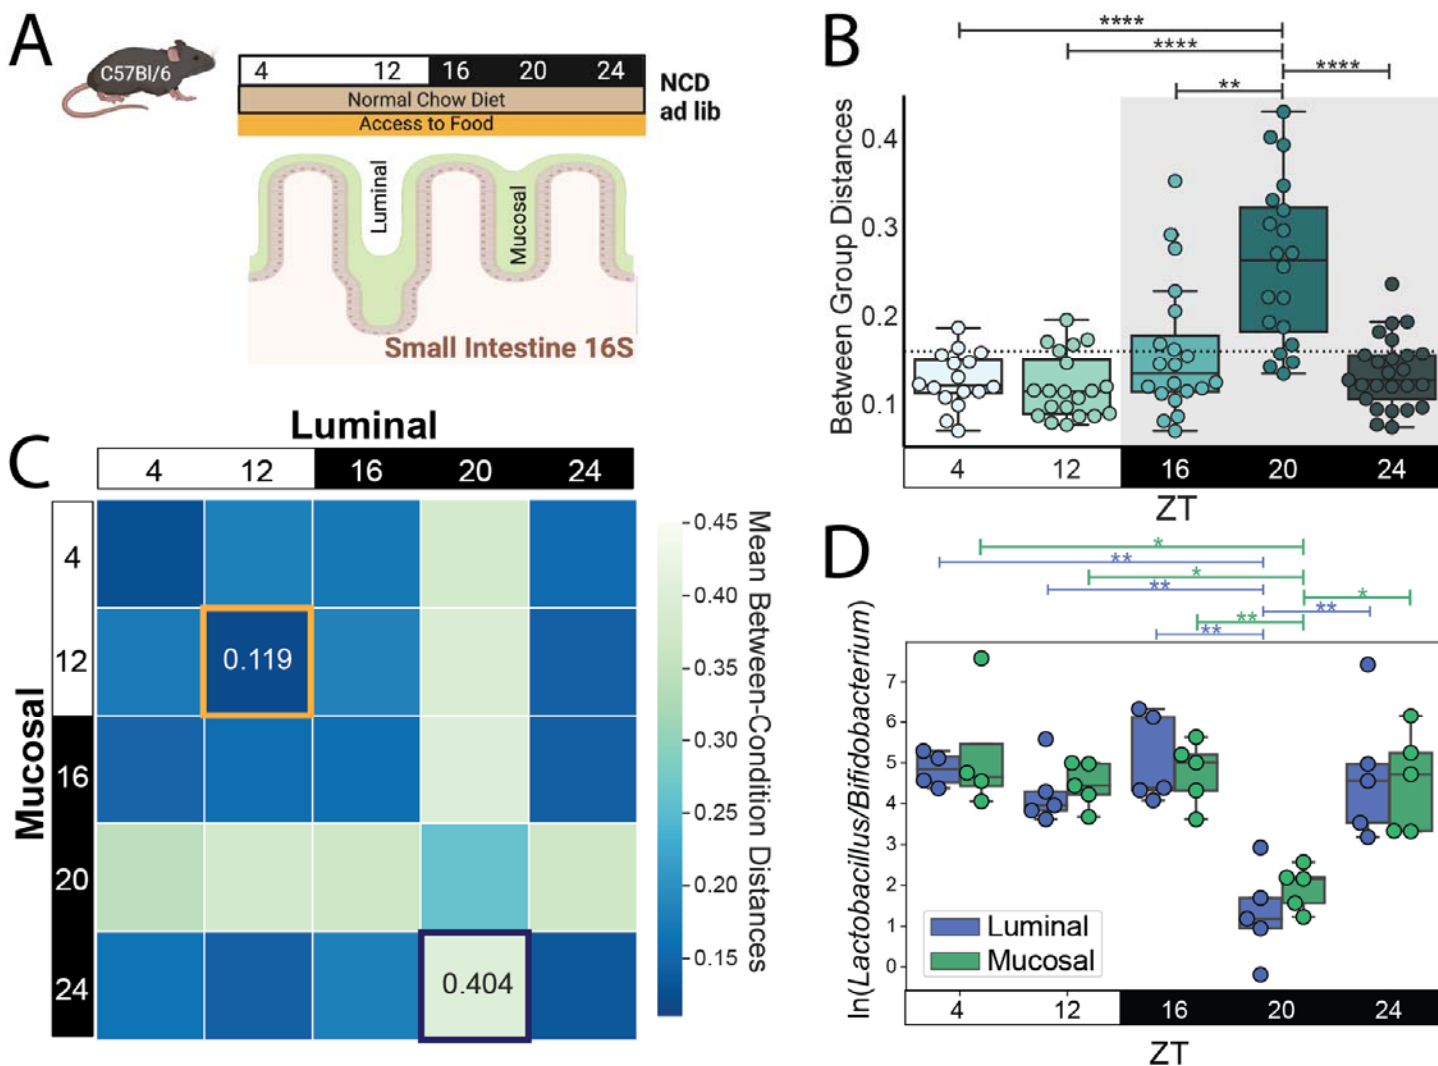 A
C57Bl/6
4 12 16 20 24
NCD
ad lib
Normal Chow Diet
Access to Food
Luminal
Mucosal
Small Intestine 16S
B
****
****
**
****
Between Group Distances
0.4
0.3
0.2
0.1
4 12 16 20 24
ZT
C
Luminal
4 12 16 20 24
Mucosal
4
12
16
20
24
0.119
0.404
0.45
0.40
0.35
0.30
0.25
0.20
0.15
Mean Between-Condition Distances
D
*
**
*
**
*
**
**
**
ln(Lactobacillus/Bifidobacterium)
7
6
5
4
3
2
1
0
Luminal
Mucosal
4 12 16 20 24
ZT